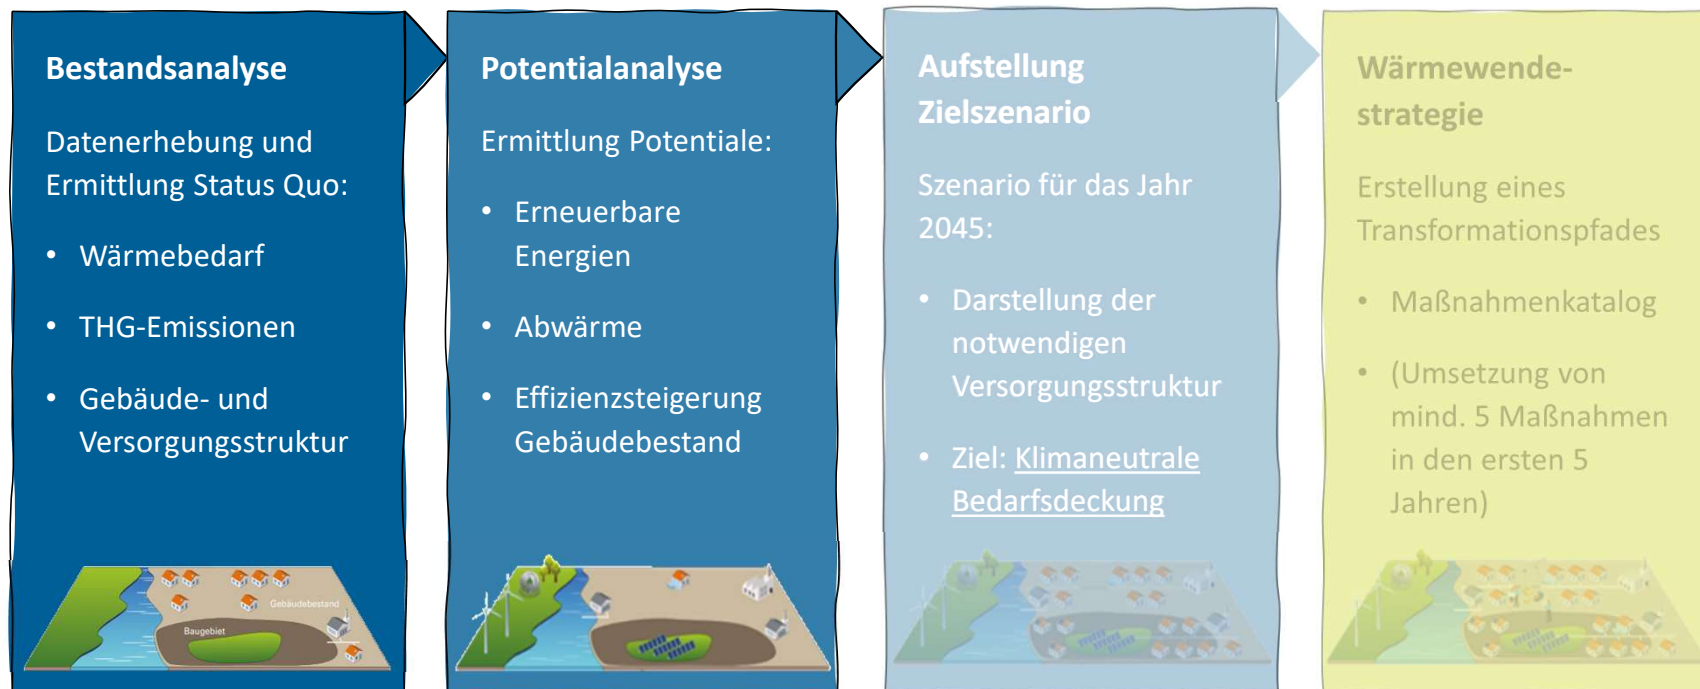 Bestandsanalyse
Datenerhebung und
Ermittlung Status Quo:
• Wärmebedarf
• THG-Emissionen
• Gebäude- und
Versorgungsstruktur
Gebäudebestand
Baugebiet
Potentialanalyse
Ermittlung Potentiale:
• Erneuerbare
Energien
• Abwärme
• Effizienzsteigerung
Gebäudebestand
Aufstellung
Zielszenario
Szenario für das Jahr
2045:
• Darstellung der
notwendigen
Versorgungsstruktur
• Ziel: Klimaneutrale
Bedarfsdeckung
Wärmewende-
strategie
Erstellung eines
Transformationspfades
• Maßnahmenkatalog
• (Umsetzung von
mind. 5 Maßnahmen
in den ersten 5
Jahren)